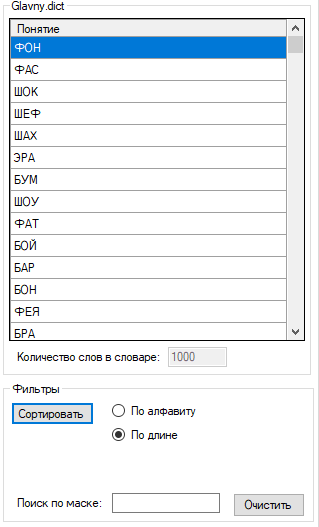 Glavny.dict
Понятие
ФОН
ФАС
ШОК
ШЕФ
ШАХ
ЭРА
БУМ
ШОУ
ФАТ
БОЙ
БАР
БОН
ФЕЯ
БРА
Количество слов в словаре: 1000
Фильтры
Сортировать
По алфавиту
По длине
Поиск по маске:
Очистить